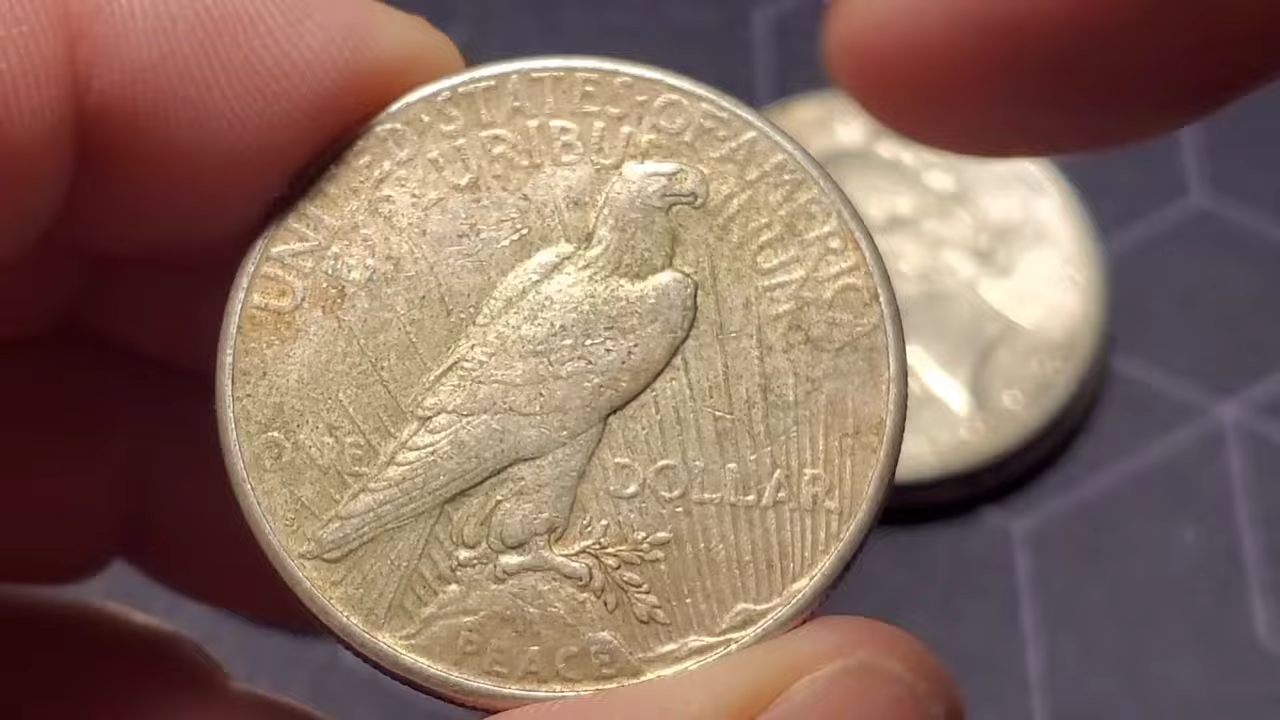 UNITED·STATES·OF·AMERICA
E PLURIBUS UNUM
ONE DOLLAR
S
PEACE